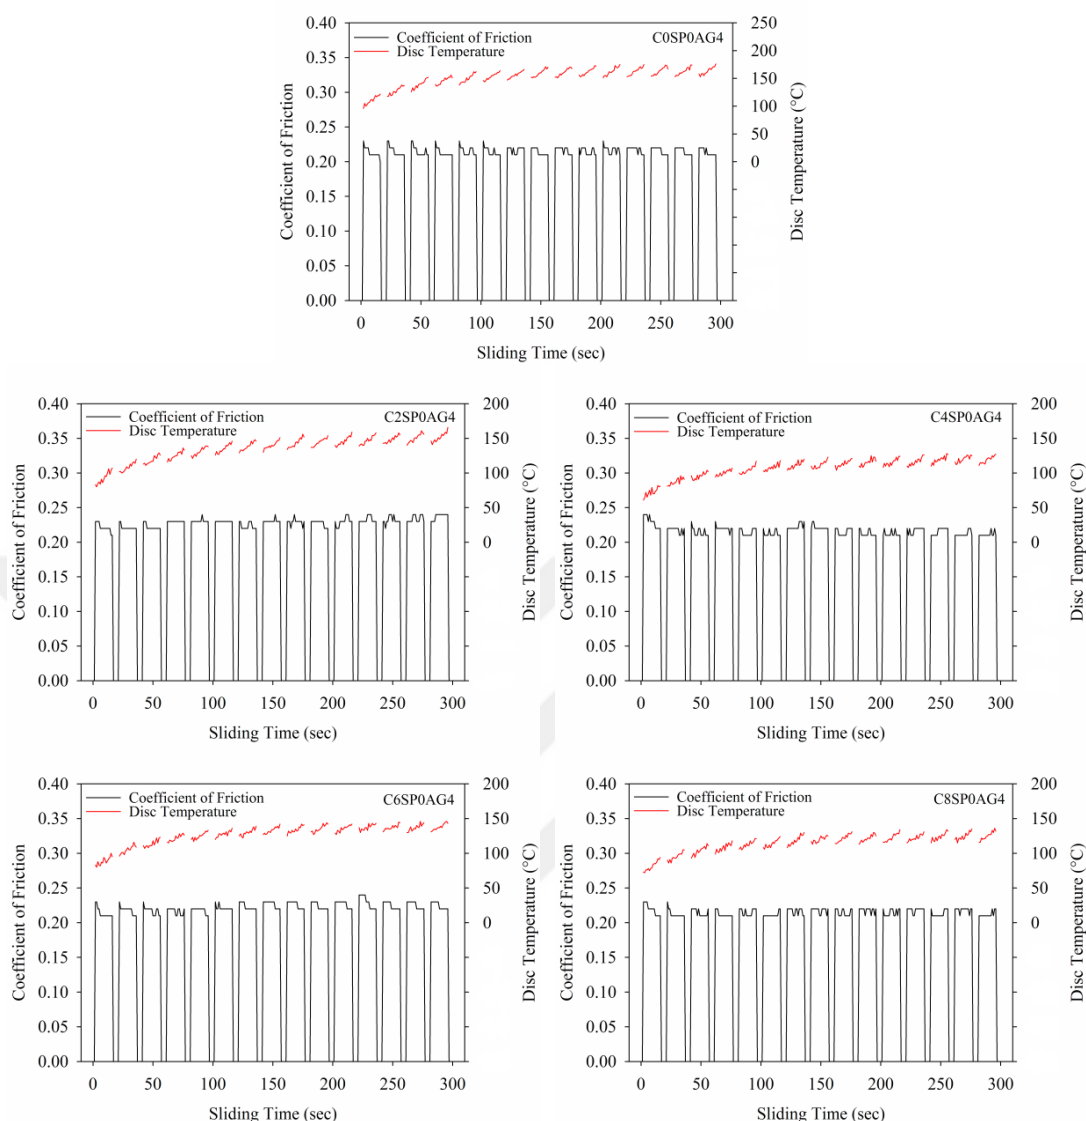 0.40
0.35
0.30
0.25
0.20
0.15
0.10
0.05
0.00
Coefficient of Friction
Coefficient of Friction
Disc Temperature
C0SP0AG4
250
200
150
100
50
0
Disc Temperature (°C)
0 50 100 150 200 250 300
Sliding Time (sec)
0.40
0.35
0.30
0.25
0.20
0.15
0.10
0.05
0.00
Coefficient of Friction
Coefficient of Friction
Disc Temperature
C2SP0AG4
200
150
100
50
0
Disc Temperature (°C)
0 50 100 150 200 250 300
Sliding Time (sec)
0.40
0.35
0.30
0.25
0.20
0.15
0.10
0.05
0.00
Coefficient of Friction
Coefficient of Friction
Disc Temperature
C4SP0AG4
200
150
100
50
0
Disc Temperature (°C)
0 50 100 150 200 250 300
Sliding Time (sec)
0.40
0.35
0.30
0.25
0.20
0.15
0.10
0.05
0.00
Coefficient of Friction
Coefficient of Friction
Disc Temperature
C6SP0AG4
200
150
100
50
0
Disc Temperature (°C)
0 50 100 150 200 250 300
Sliding Time (sec)
0.40
0.35
0.30
0.25
0.20
0.15
0.10
0.05
0.00
Coefficient of Friction
Coefficient of Friction
Disc Temperature
C8SP0AG4
200
150
100
50
0
Disc Temperature (°C)
0 50 100 150 200 250 300
Sliding Time (sec)